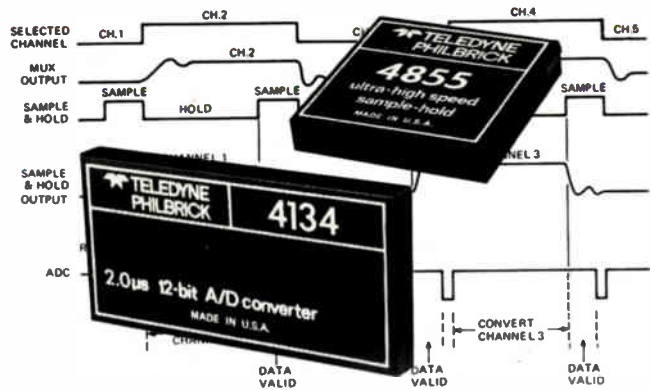 CH.1
CH.2
CH.4
CH.5
SELECTED
CHANNEL
MUX
OUTPUT
CH.2
SAMPLE
SAMPLE
SAMPLE
SAMPLE
& HOLD
HOLD
TELEDYNE
PHILBRICK
4855
ultra-high speed
sample-hold
MADE IN U.S.A.
SAMPLE
& HOLD
OUTPUT
ADC
TELEDYNE
PHILBRICK
4134
2.0µs 12-bit A/D converter
MADE IN U.S.A.
CONVERT
CHANNEL 3
DATA
VALID
DATA
VALID
DATA
VALID